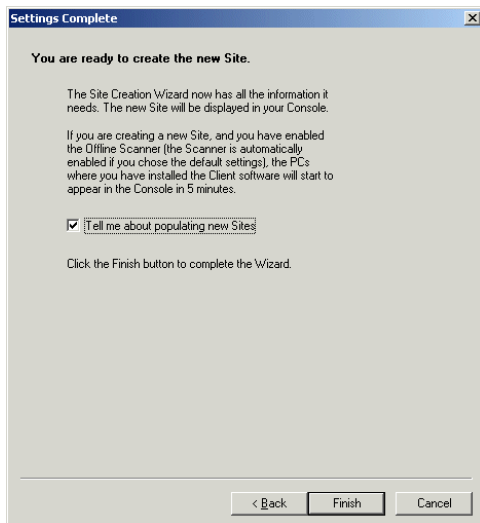 Settings Complete
You are ready to create the new Site.
The Site Creation Wizard now has all the information it
needs. The new Site will be displayed in your Console.
If you are creating a new Site, and you have enabled
the Offline Scanner (the Scanner is automatically
enabled if you chose the default settings), the PCs
where you have installed the Client software will start to
appear in the Console in 5 minutes.
Tell me about populating new Sites
Click the Finish button to complete the Wizard.
< Back Finish Cancel